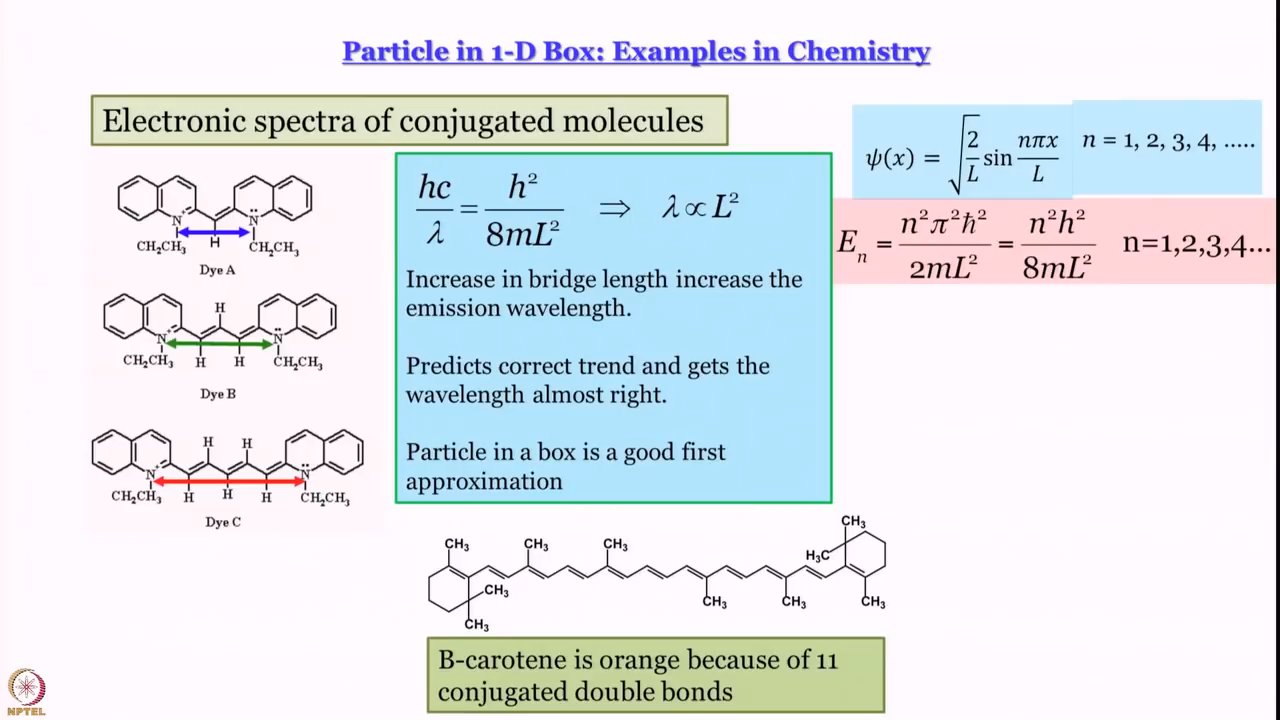 Particle in 1-D Box: Examples in Chemistry
Electronic spectra of conjugated molecules
N⁺ N̈
CH₂CH₃ H CH₂CH₃
Dye A
H
N⁺ N̈
CH₂CH₃ H H CH₂CH₃
Dye B
H H
N⁺ N̈
CH₂CH₃ H H H CH₂CH₃
Dye C
hc/λ = h²/8mL² ⇒ λ ∝ L²
Increase in bridge length increase the
emission wavelength.
Predicts correct trend and gets the
wavelength almost right.
Particle in a box is a good first
approximation
ψ(x) = √(2/L) sin nπx/L n = 1, 2, 3, 4, .....
Eₙ = n²π²ħ²/2mL² = n²h²/8mL² n=1,2,3,4...
CH₃
CH₃ CH₃ CH₃
H₃C
CH₃
CH₃ CH₃ CH₃
CH₃
B-carotene is orange because of 11
conjugated double bonds
NPTEL